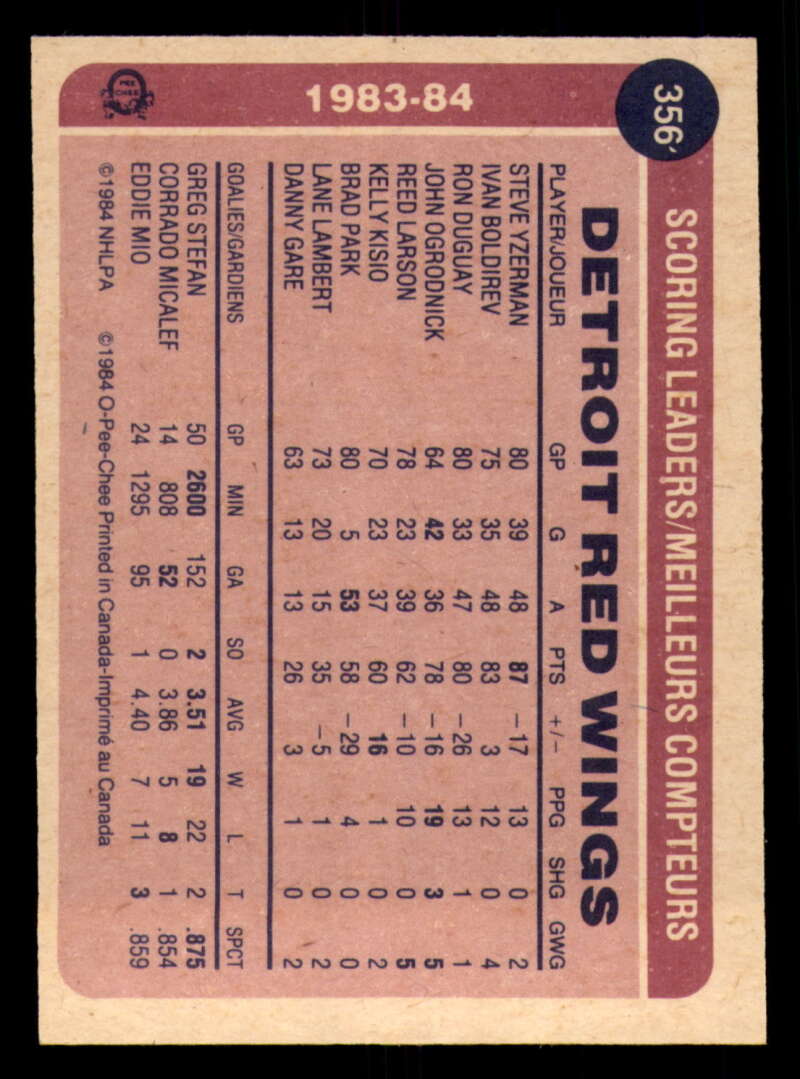 356
1983-84
PEE
CHEE
SCORING LEADERS/MEILLEURS COMPTEURS
DETROIT RED WINGS
PLAYER/JOUEUR GP G A PTS +/- PPG SHG GWG
STEVE YZERMAN 80 39 48 87 -17 13 0 2
IVAN BOLDIREV 75 35 48 83 3 12 0 4
RON DUGUAY 80 33 47 80 -26 13 1 1
JOHN OGRODNICK 64 42 36 78 -16 19 3 5
REED LARSON 78 23 39 62 -10 10 0 5
KELLY KISIO 70 23 37 60 16 1 0 2
BRAD PARK 80 5 53 58 -29 4 0 0
LANE LAMBERT 73 20 15 35 -5 1 0 2
DANNY GARE 63 13 13 26 3 1 0 2
GOALIES/GARDIENS GP MIN GA SO AVG W L T SPCT
GREG STEFAN 50 2600 152 2 3.51 19 22 2 .875
CORRADO MICALEF 14 808 52 0 3.86 5 8 1 .854
EDDIE MIO 24 1295 95 1 4.40 7 11 3 .859
©1984 NHLPA ©1984 O-Pee-Chee Printed in Canada-Imprimé au Canada